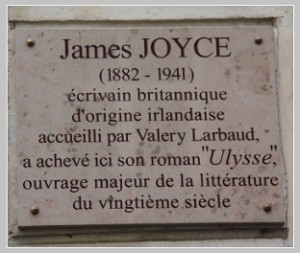 James JOYCE
(1882 - 1941)
écrivain britannique
d'origine irlandaise
accueilli par Valery Larbaud,
a achevé ici son roman "Ulysse",
ouvrage majeur de la littérature
du vingtième siècle